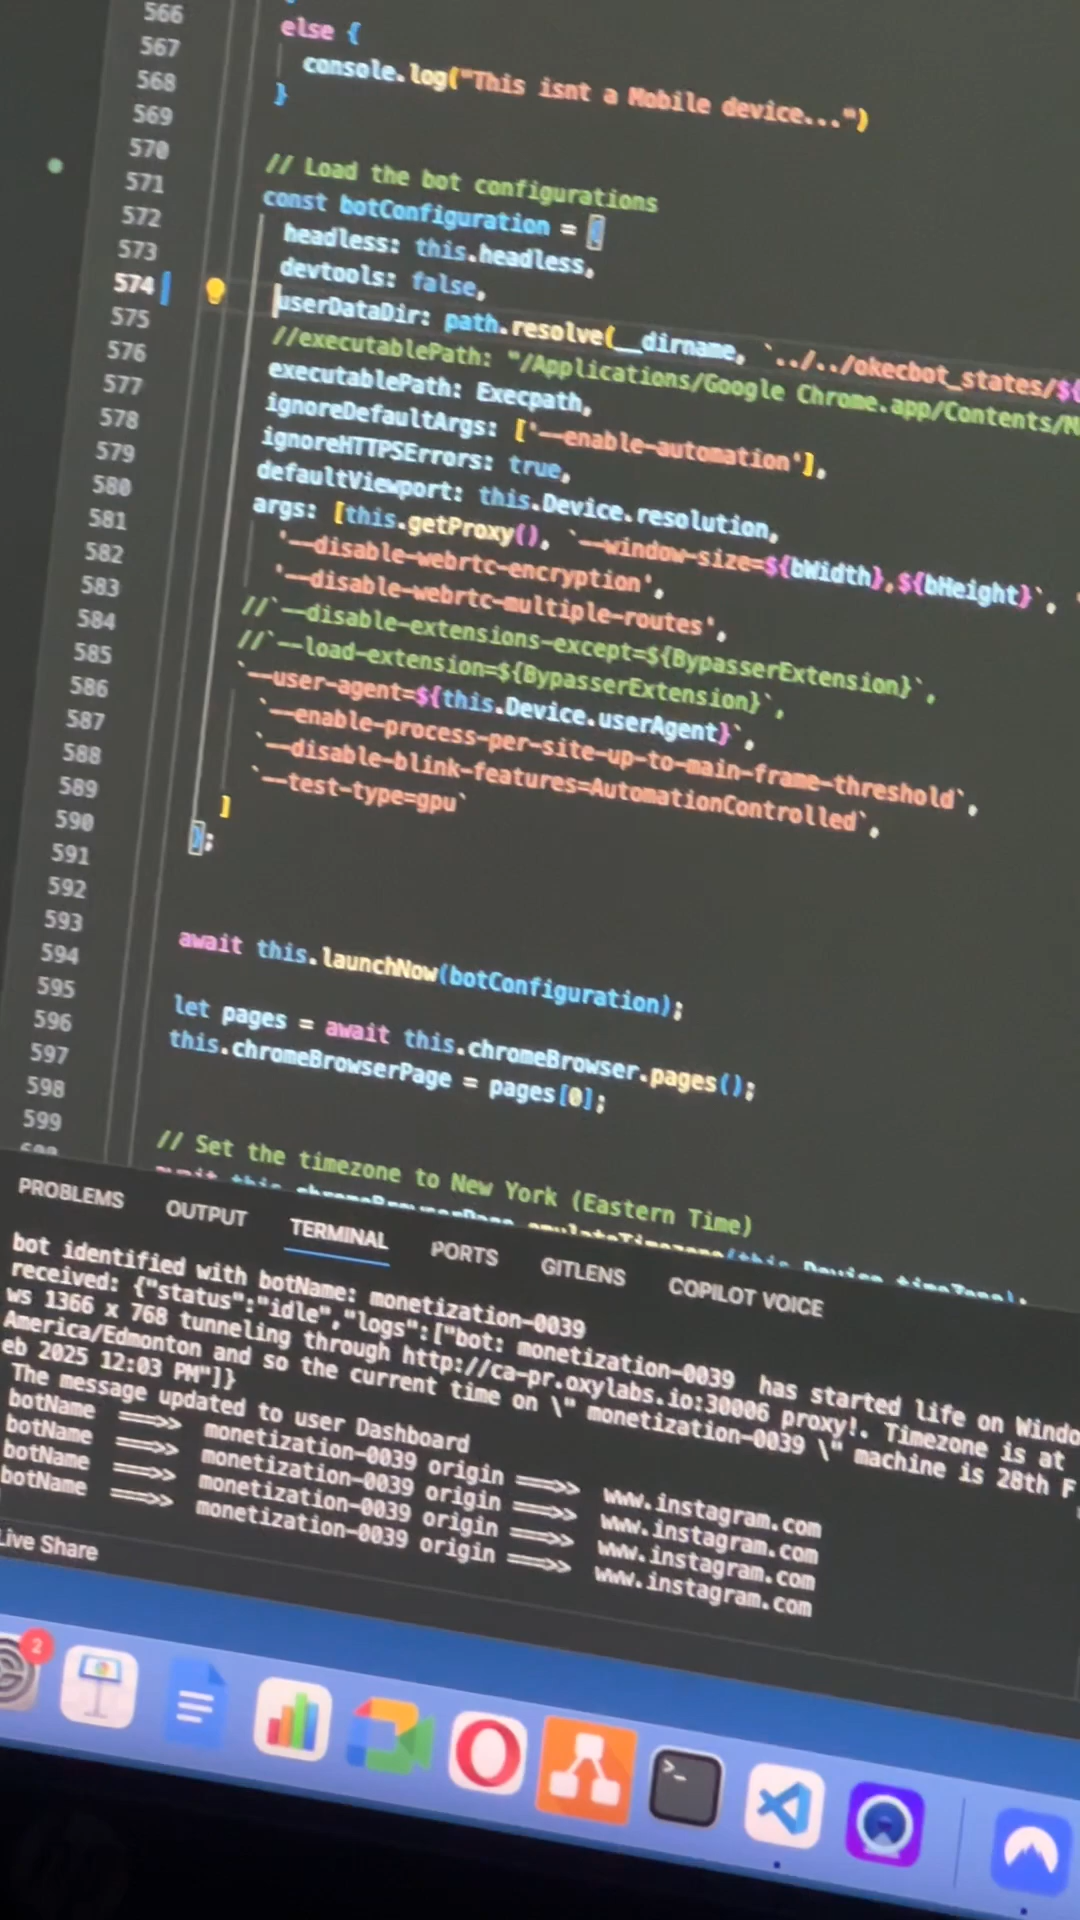 566
567 else {
568 console.log("This isnt a Mobile device...")
569 }
570
571 // Load the bot configurations
572 const botConfiguration = {
573 headless: this.headless,
574 devtools: false,
575 userDataDir: path.resolve(__dirname, `../../okecbot_states/${
576 //executablePath: "/Applications/Google Chrome.app/Contents/M
577 executablePath: Execpath,
578 ignoreDefaultArgs: ['--enable-automation'],
579 ignoreHTTPSErrors: true,
580 defaultViewport: this.Device.resolution,
581 args: [this.getProxy(), `--window-size=${bWidth},${bHeight}`,
582 '--disable-webrtc-encryption',
583 '--disable-webrtc-multiple-routes',
584 //`--disable-extensions-except=${BypasserExtension}`,
585 //`--load-extension=${BypasserExtension}`,
586 `--user-agent=${this.Device.userAgent}`,
587 `--enable-process-per-site-up-to-main-frame-threshold`,
588 `--disable-blink-features=AutomationControlled`,
589 `--test-type=gpu`
590 ]
591 };
592
593
594 await this.launchNow(botConfiguration);
595
596 let pages = await this.chromeBrowser.pages();
597 this.chromeBrowserPage = pages[0];
598
599 // Set the timezone to New York (Eastern Time)
PROBLEMS OUTPUT TERMINAL PORTS GITLENS COPILOT VOICE
bot identified with botName: monetization-0039
received: {"status":"idle","logs":["bot: monetization-0039 has started life on Windo
ws 1366 x 768 tunneling through http://ca-pr.oxylabs.io:30006 proxy!. Timezone is at
America/Edmonton and so the current time on \" monetization-0039 \" machine is 28th F
eb 2025 12:03 PM"]}
The message updated to user Dashboard
botName ===>> monetization-0039 origin ===>> www.instagram.com
botName ===>> monetization-0039 origin ===>> www.instagram.com
botName ===>> monetization-0039 origin ===>> www.instagram.com
botName ===>> monetization-0039 origin ===>> www.instagram.com
Live Share
2